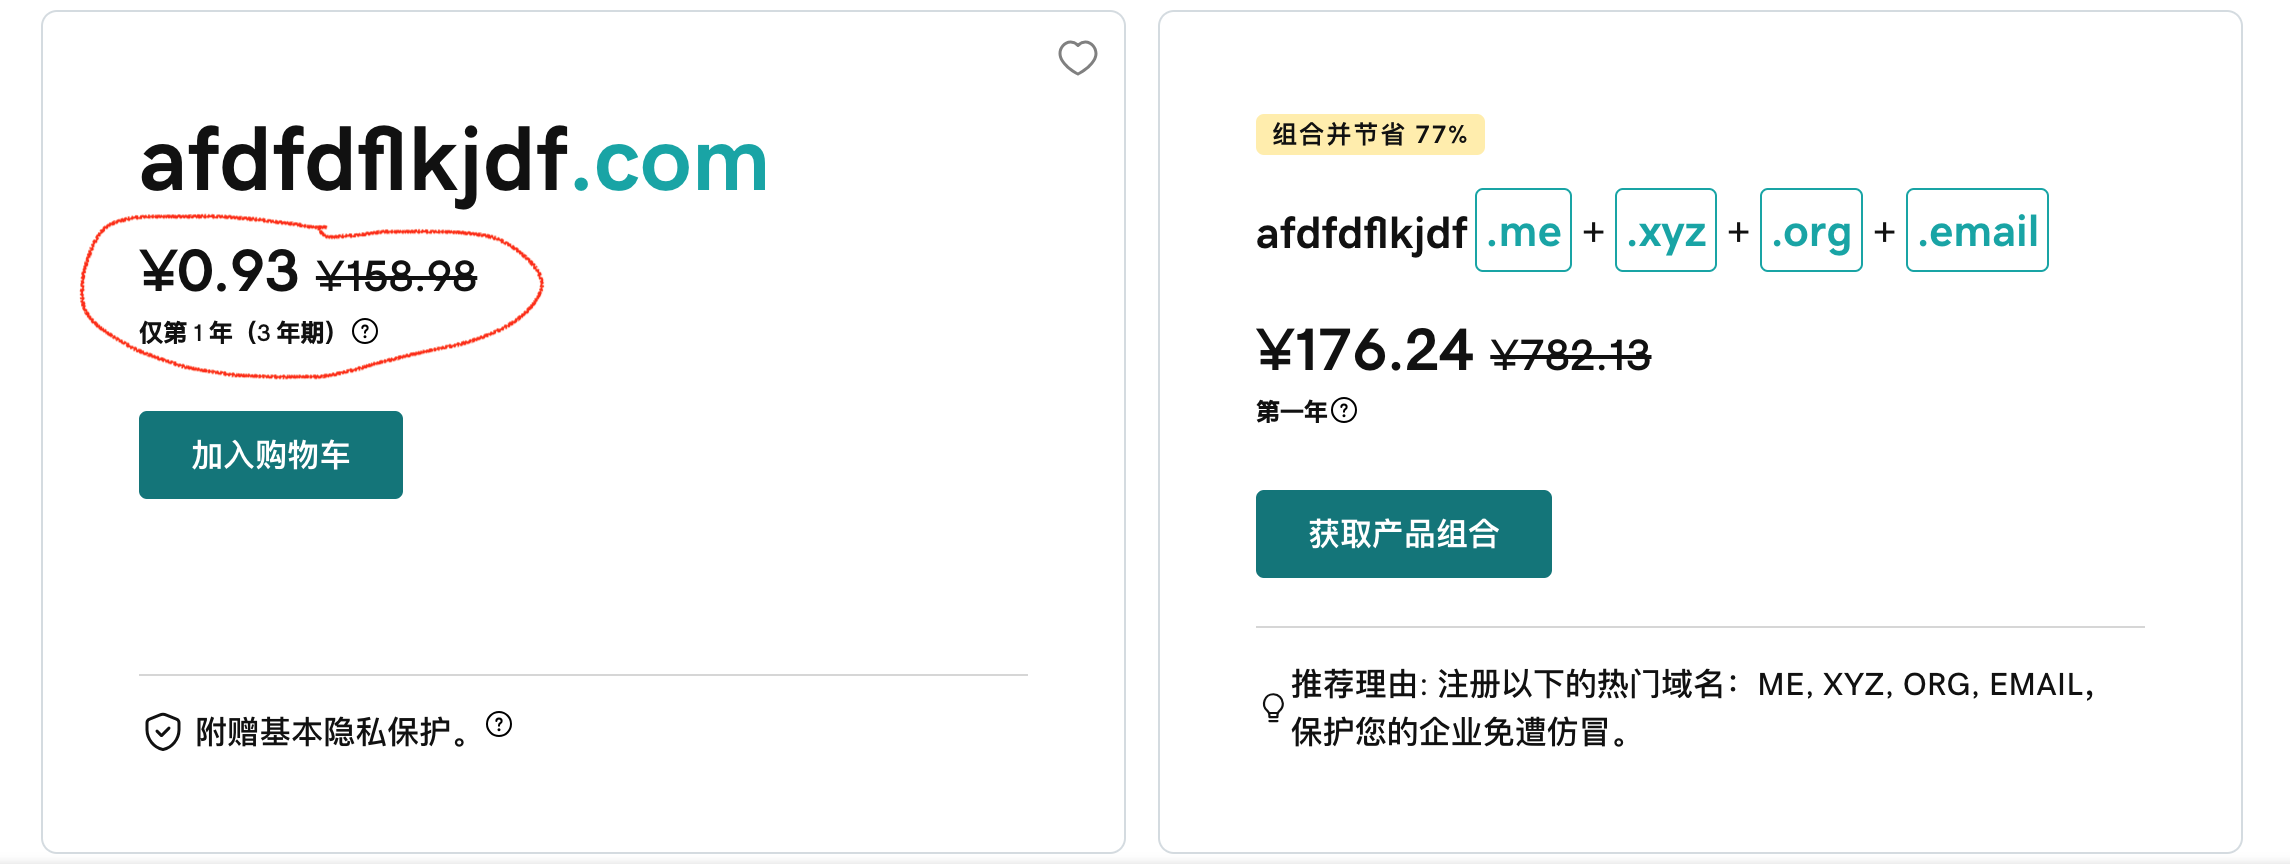 afdfdflkjdf.com
¥0.93 ¥158.98
仅第 1 年（3 年期） ?
加入购物车
附赠基本隐私保护。 ?
组合并节省 77%
afdfdflkjdf .me + .xyz + .org + .email
¥176.24 ¥782.13
第一年 ?
获取产品组合
推荐理由: 注册以下的热门域名：ME, XYZ, ORG, EMAIL，
保护您的企业免遭仿冒。